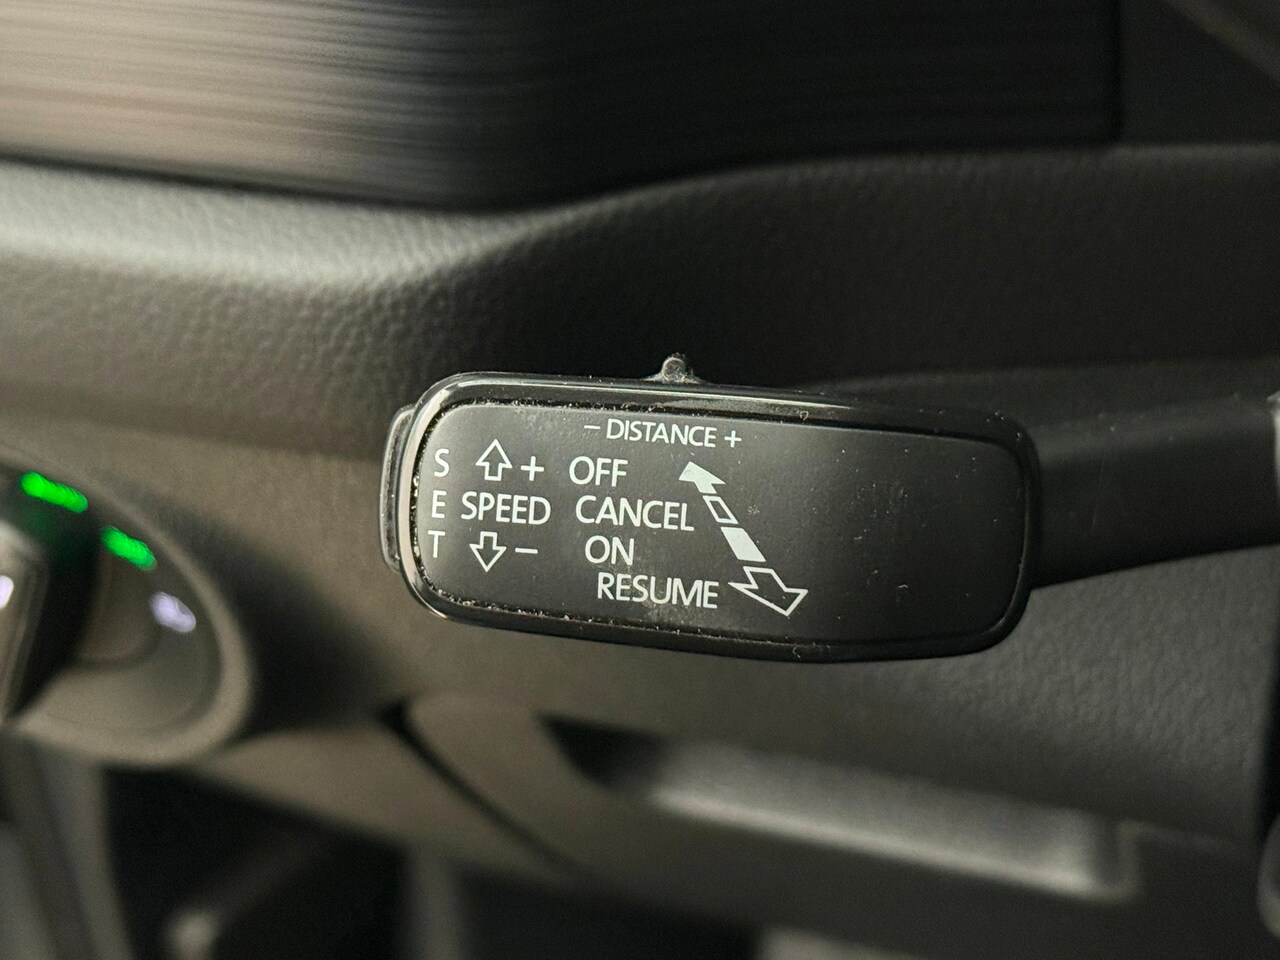 – DISTANCE +
S + OFF
E SPEED CANCEL
T – ON
RESUME